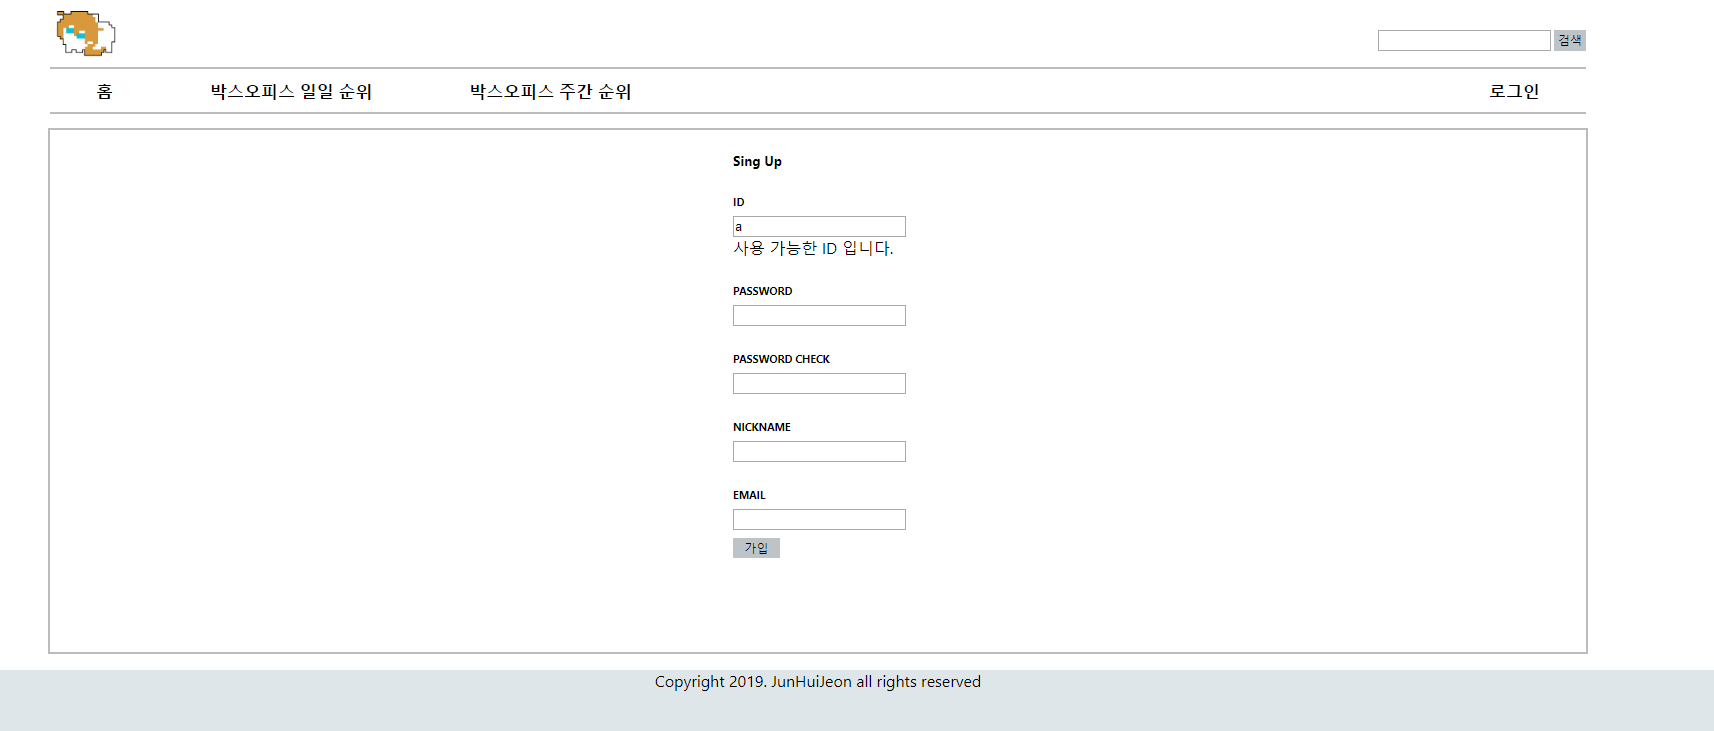 검색
홈 박스오피스 일일 순위 박스오피스 주간 순위 로그인
Sing Up
ID
a
사용 가능한 ID 입니다.
PASSWORD
PASSWORD CHECK
NICKNAME
EMAIL
가입
Copyright 2019. JunHuiJeon all rights reserved